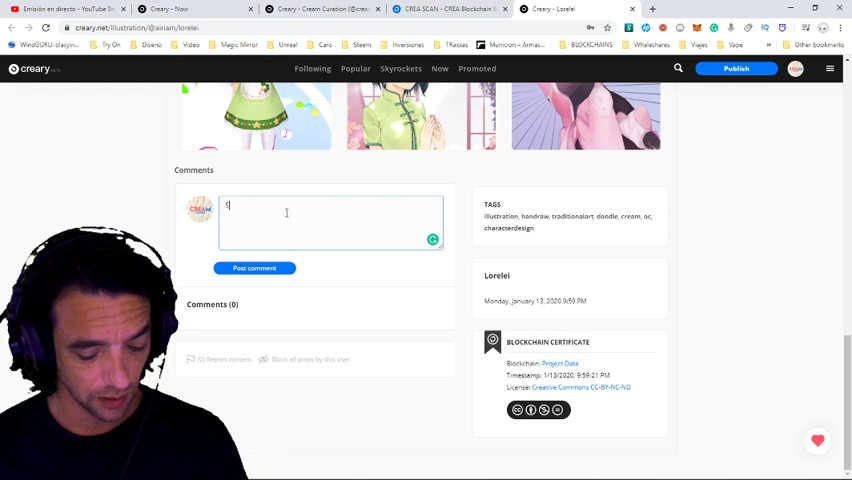 Emisión en directo - YouTube S
Creary - Now
Creary - Cream Curation (@crea
CREA SCAN - CREA Blockchain E
Creary - Lorelei
creary.net/illustration/@airiam/lorelei
WindGURU: olasyvi...
Try On
Diseño
Video
Magic Mirror
Unreal
Caro
Steem
Inversiones
TRaxxas
Municion – Armas...
BLOCKCHAINS
Whaleshares
Viajes
Vape
»
Other bookmarks
creary
Following
Popular
Skyrockets
Now
Promoted
Publish
Comments
CREAM
S
Post comment
Comments (0)
(0) Report content
Block all posts by this user
TAGS
illustration, handraw, traditionalart, doodle, cream, oc,
characterdesign
Lorelei
Monday, January 13, 2020 9:59 PM
BLOCKCHAIN CERTIFICATE
Blockchain: Project Data
Timestamp: 1/13/2020, 9:59:21 PM
License: Creative Commons CC-BY-NC-ND